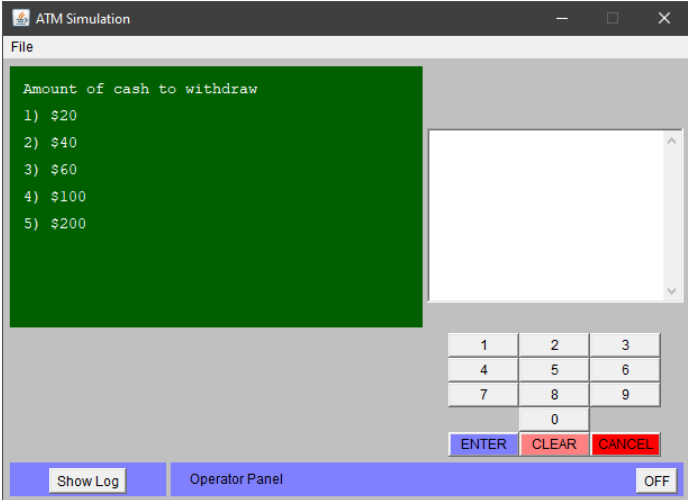 ATM Simulation
File
Amount of cash to withdraw
1) $20
2) $40
3) $60
4) $100
5) $200
1 2 3
4 5 6
7 8 9
0
ENTER CLEAR CANCEL
Show Log Operator Panel OFF